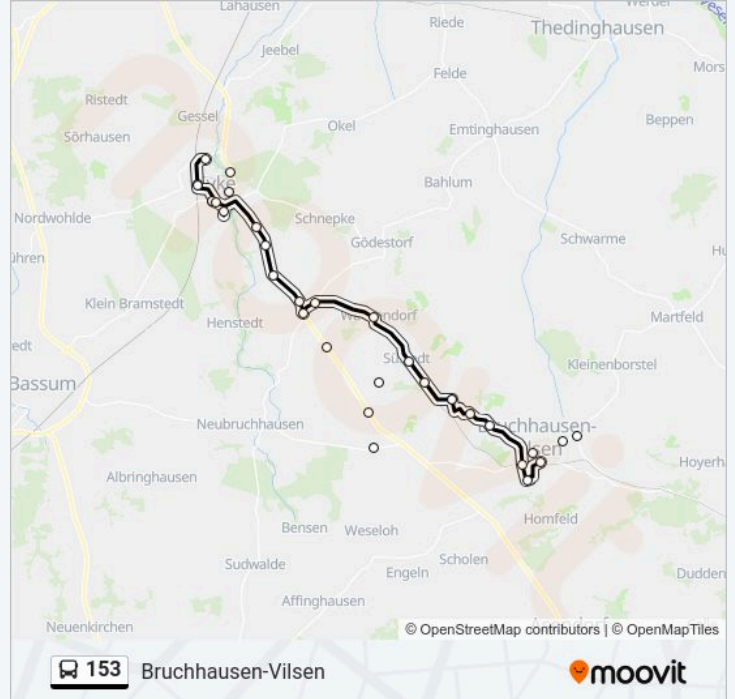 Lahausen
Riede
Thedinghausen
Jeebel
Felde
Mors
Ristedt
Gessel
Beppen
Okel
Emtinghausen
Sörhausen
Bahlum
Nordwohlde
Schnepke
Schwarme
Gödestorf
Klein Bramstedt
Martfeld
Henstedt
edt
Kleinenborstel
Bassum
Neubruchhausen
Bruchhausen-
Vilsen
Hoyerh
Albringhausen
Homfeld
Bensen
Weseloh
Scholen
Sudwalde
Engeln
Dudden
Affinghausen
Neuenkirchen
© OpenStreetMap contributors | © OpenMapTiles
153 Bruchhausen-Vilsen
moovit